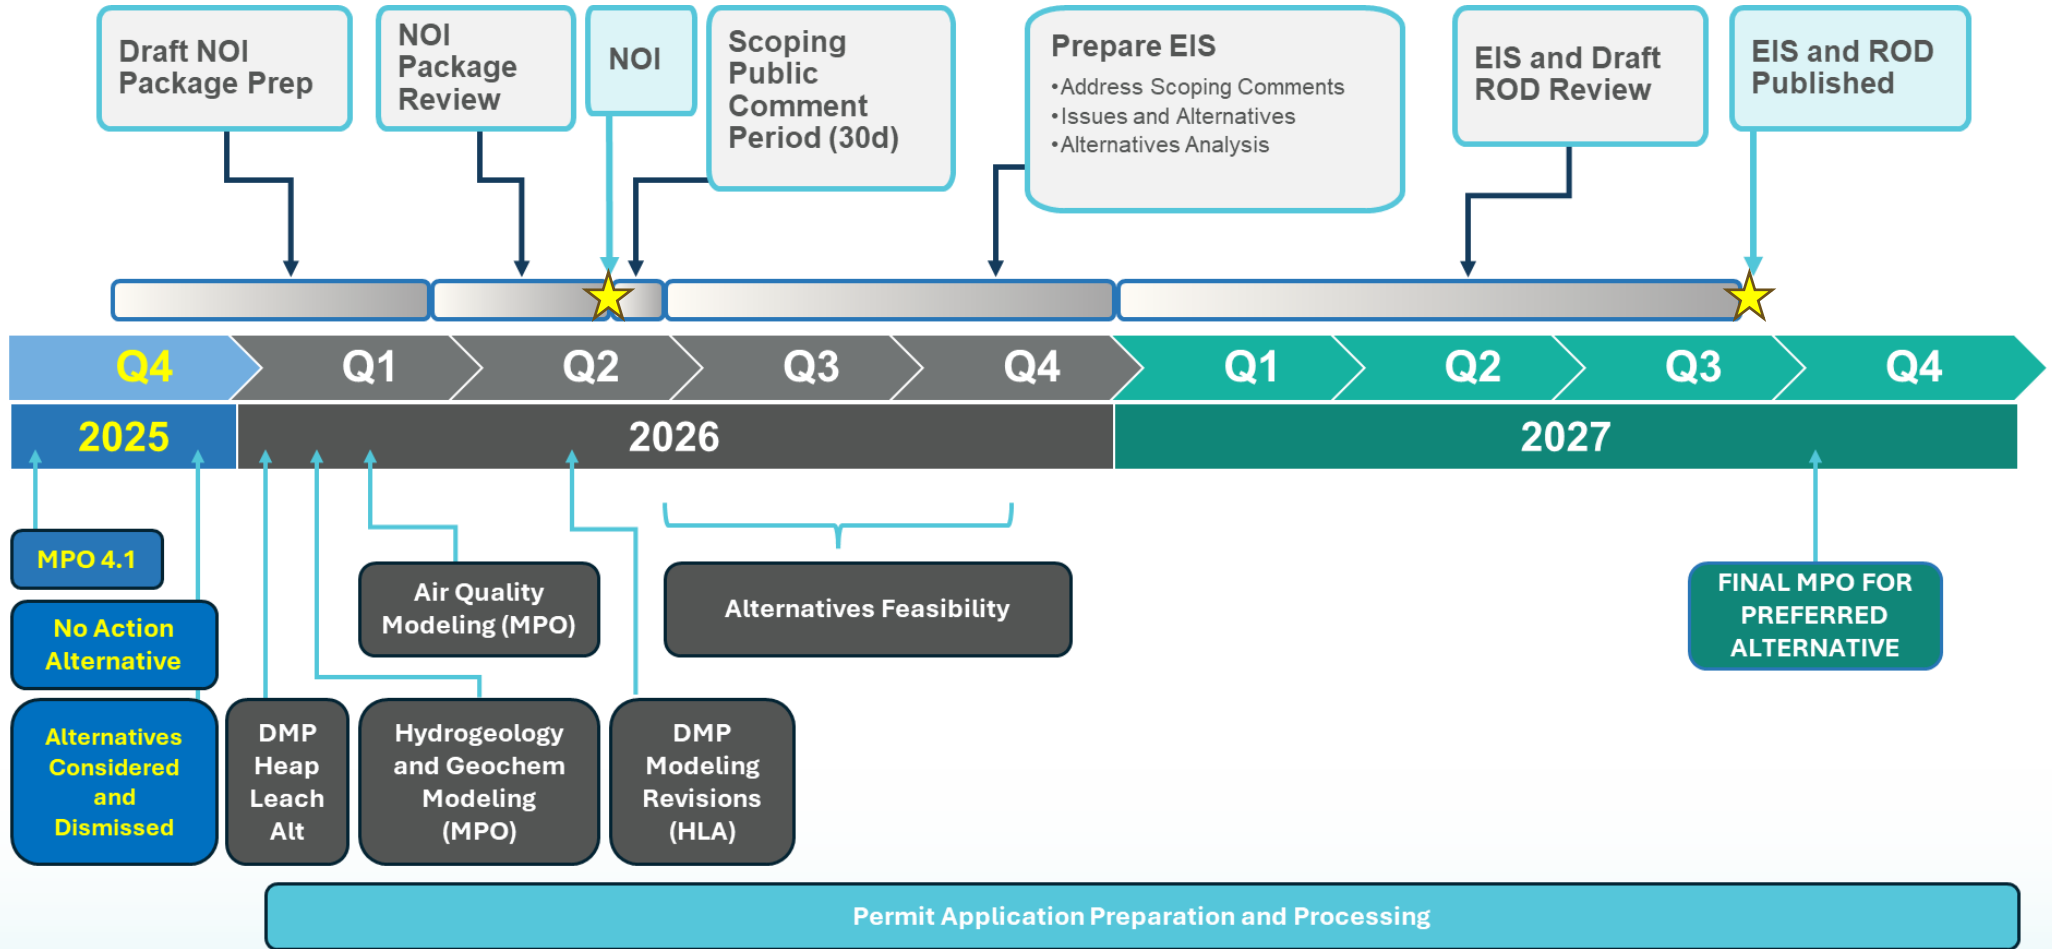 Draft NOI
Package Prep
NOI
Package
Review
NOI
Scoping
Public
Comment
Period (30d)
Prepare EIS
•Address Scoping Comments
•Issues and Alternatives
•Alternatives Analysis
EIS and Draft
ROD Review
EIS and ROD
Published
Q4
Q1
Q2
Q3
Q4
Q1
Q2
Q3
Q4
2025
2026
2027
MPO 4.1
No Action
Alternative
Alternatives
Considered
and
Dismissed
DMP
Heap
Leach
Alt
Air Quality
Modeling (MPO)
Hydrogeology
and Geochem
Modeling
(MPO)
DMP
Modeling
Revisions
(HLA)
Alternatives Feasibility
FINAL MPO FOR
PREFERRED
ALTERNATIVE
Permit Application Preparation and Processing